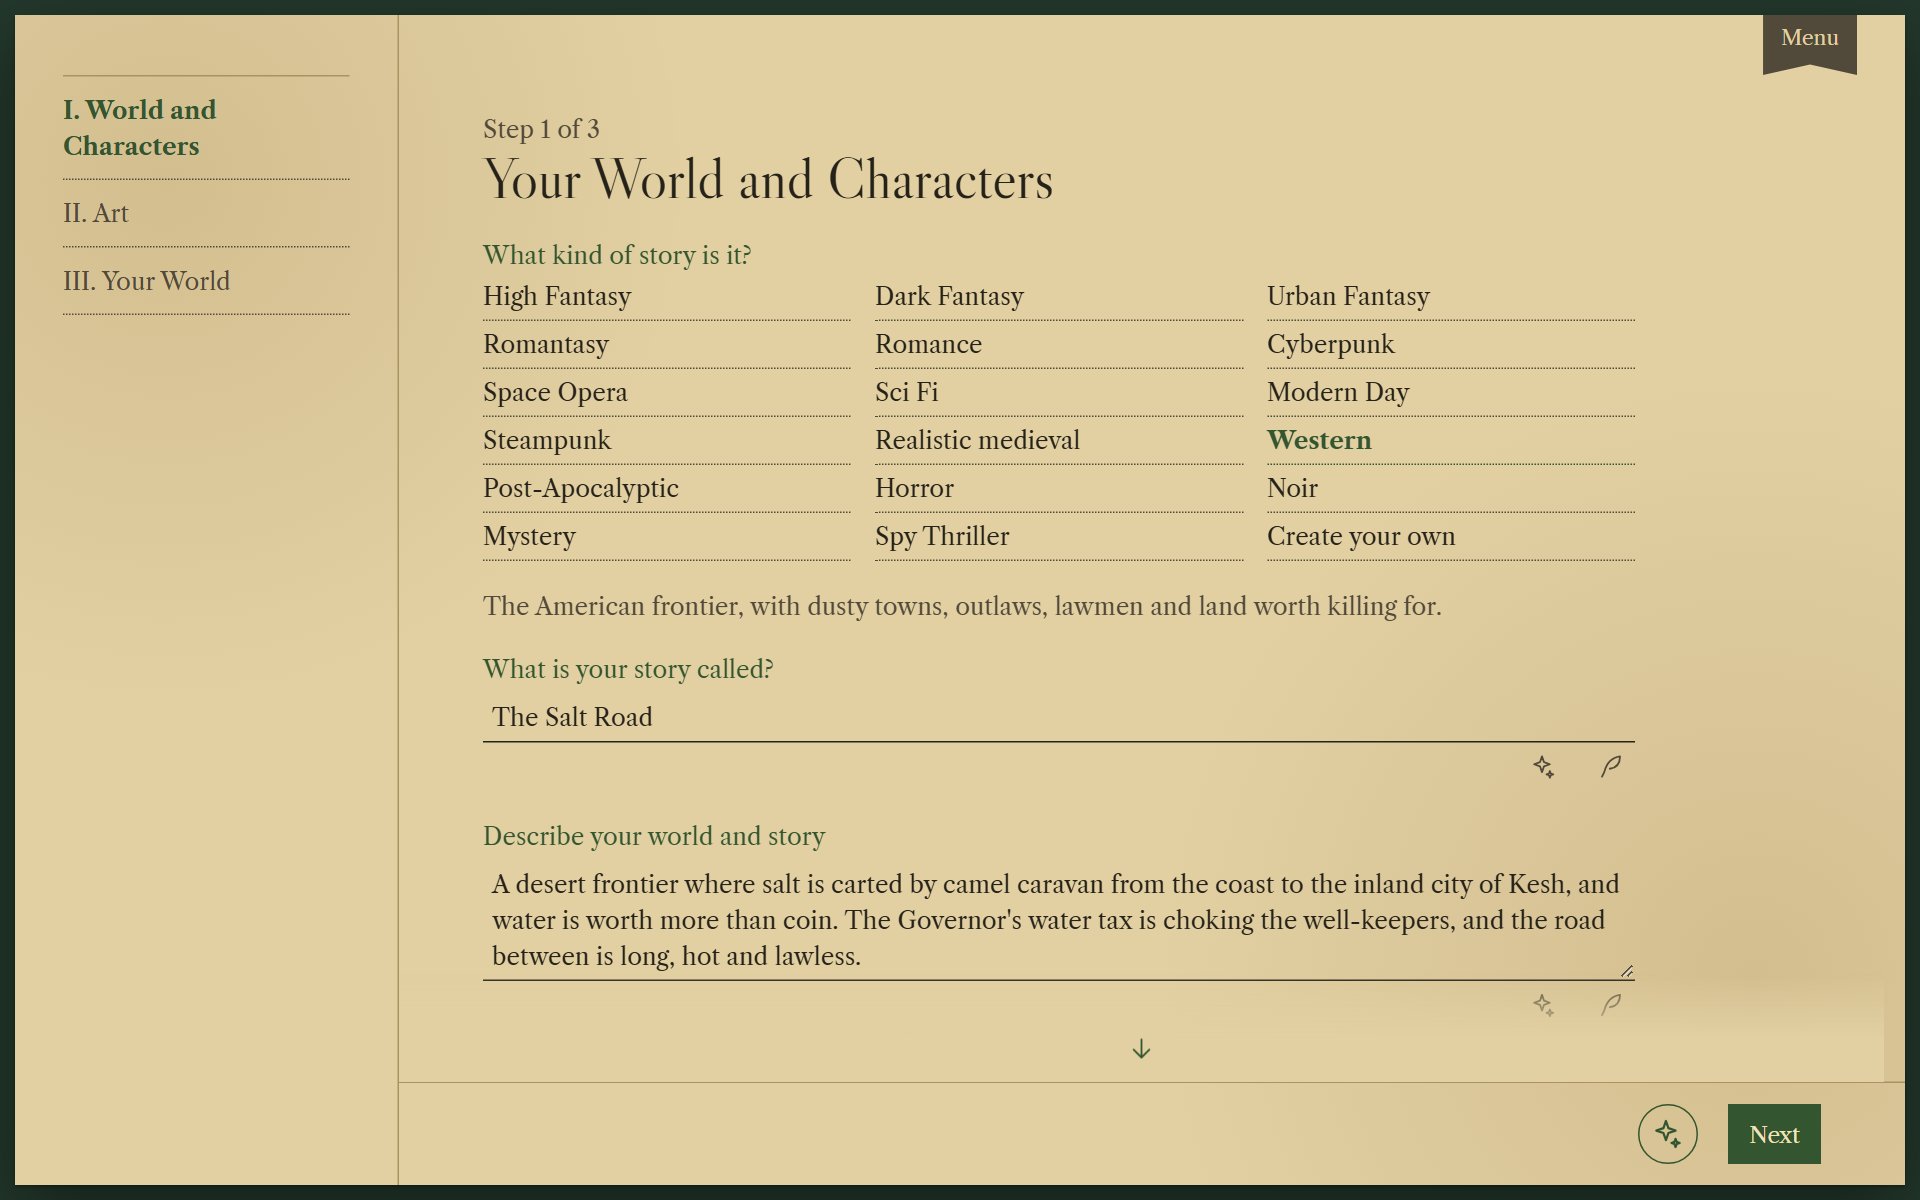 Menu
I. World and
Characters
II. Art
III. Your World
Step 1 of 3
Your World and Characters
What kind of story is it?
High Fantasy
Dark Fantasy
Urban Fantasy
Romantasy
Romance
Cyberpunk
Space Opera
Sci Fi
Modern Day
Steampunk
Realistic medieval
Western
Post-Apocalyptic
Horror
Noir
Mystery
Spy Thriller
Create your own
The American frontier, with dusty towns, outlaws, lawmen and land worth killing for.
What is your story called?
The Salt Road
Describe your world and story
A desert frontier where salt is carted by camel caravan from the coast to the inland city of Kesh, and
water is worth more than coin. The Governor's water tax is choking the well-keepers, and the road
between is long, hot and lawless.
Next